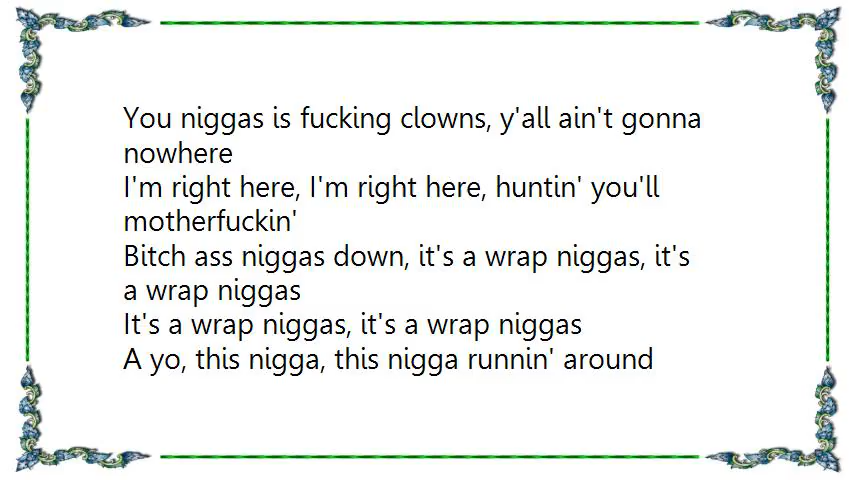 You niggas is fucking clowns, y'all ain't gonna
nowhere
I'm right here, I'm right here, huntin' you'll
motherfuckin'
Bitch ass niggas down, it's a wrap niggas, it's
a wrap niggas
It's a wrap niggas, it's a wrap niggas
A yo, this nigga, this nigga runnin' around